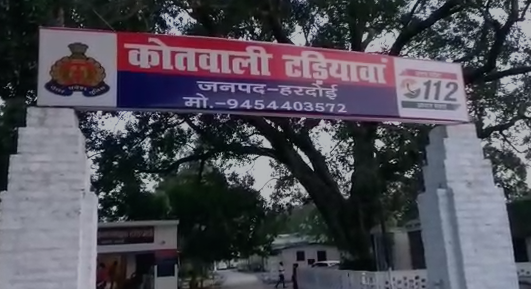 कोतवाली टड़ियावां
जनपद-हरदोई
मो.-9454403572
112